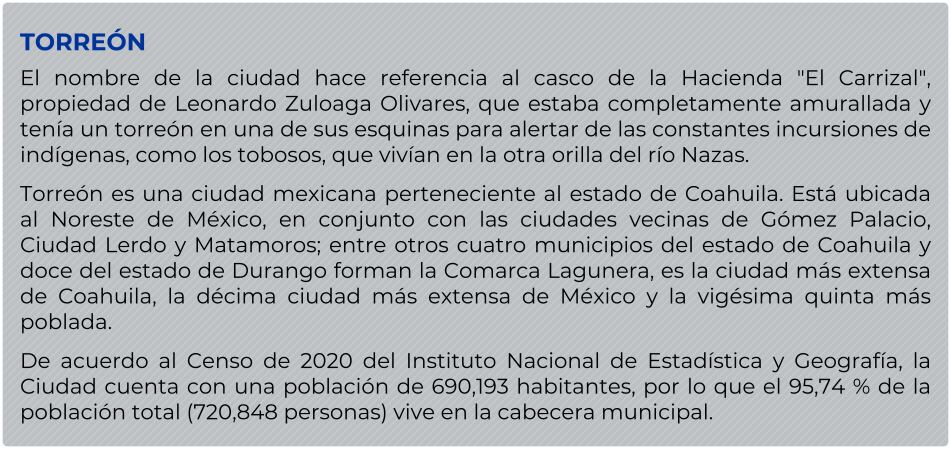 TORREÓN
El nombre de la ciudad hace referencia al casco de la Hacienda "El Carrizal",
propiedad de Leonardo Zuloaga Olivares, que estaba completamente amurallada y
tenía un torreón en una de sus esquinas para alertar de las constantes incursiones de
indígenas, como los tobosos, que vivían en la otra orilla del río Nazas.
Torreón es una ciudad mexicana perteneciente al estado de Coahuila. Está ubicada
al Noreste de México, en conjunto con las ciudades vecinas de Gómez Palacio,
Ciudad Lerdo y Matamoros; entre otros cuatro municipios del estado de Coahuila y
doce del estado de Durango forman la Comarca Lagunera, es la ciudad más extensa
de Coahuila, la décima ciudad más extensa de México y la vigésima quinta más
poblada.
De acuerdo al Censo de 2020 del Instituto Nacional de Estadística y Geografía, la
Ciudad cuenta con una población de 690,193 habitantes, por lo que el 95,74 % de la
población total (720,848 personas) vive en la cabecera municipal.